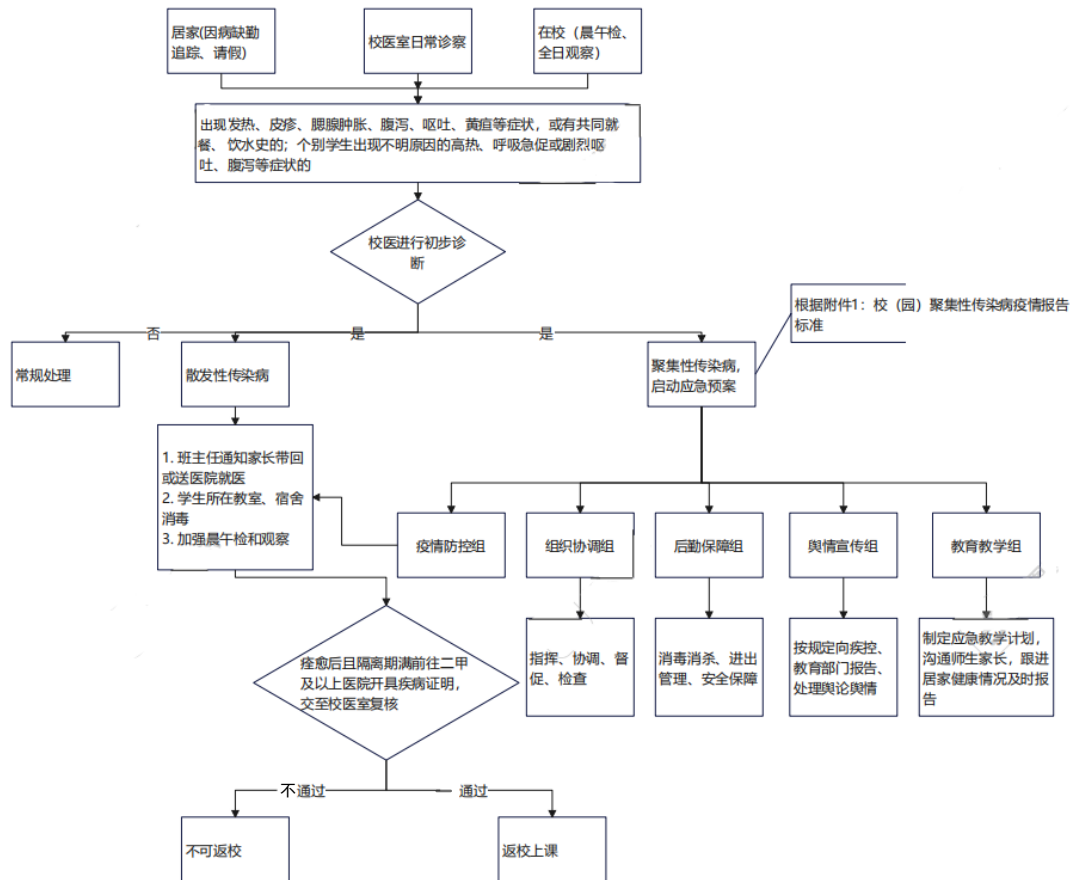 居家(因病缺勤
追踪、请假）
校医室日常诊察
在校（晨午检、
全日观察）
出现发热、皮疹、腮腺肿胀、腹泻、呕吐、黄疸等症状，或有共同就
餐、饮水史的；个别学生出现不明原因的高热、呼吸急促或剧烈呕
吐、腹泻等症状的
校医进行初步诊
断
根据附件1：校（园）聚集性传染病疫情报告
标准
否
是
是
常规处理
散发性传染病
聚集性传染病，
启动应急预案
1. 班主任通知家长带回
或送医院就医
2. 学生所在教室、宿舍
消毒
3. 加强晨午检和观察
疫情防控组
组织协调组
后勤保障组
舆情宣传组
教育教学组
指挥、协调、督
促、检查
消毒消杀、进出
管理、安全保障
按规定向疾控、
教育部门报告、
处理舆论舆情
制定应急教学计划，
沟通师生家长，跟进
居家健康情况及时报
告
痊愈后且隔离期满前往二甲
及以上医院开具疾病证明，
交至校医室复核
不通过
通过
不可返校
返校上课